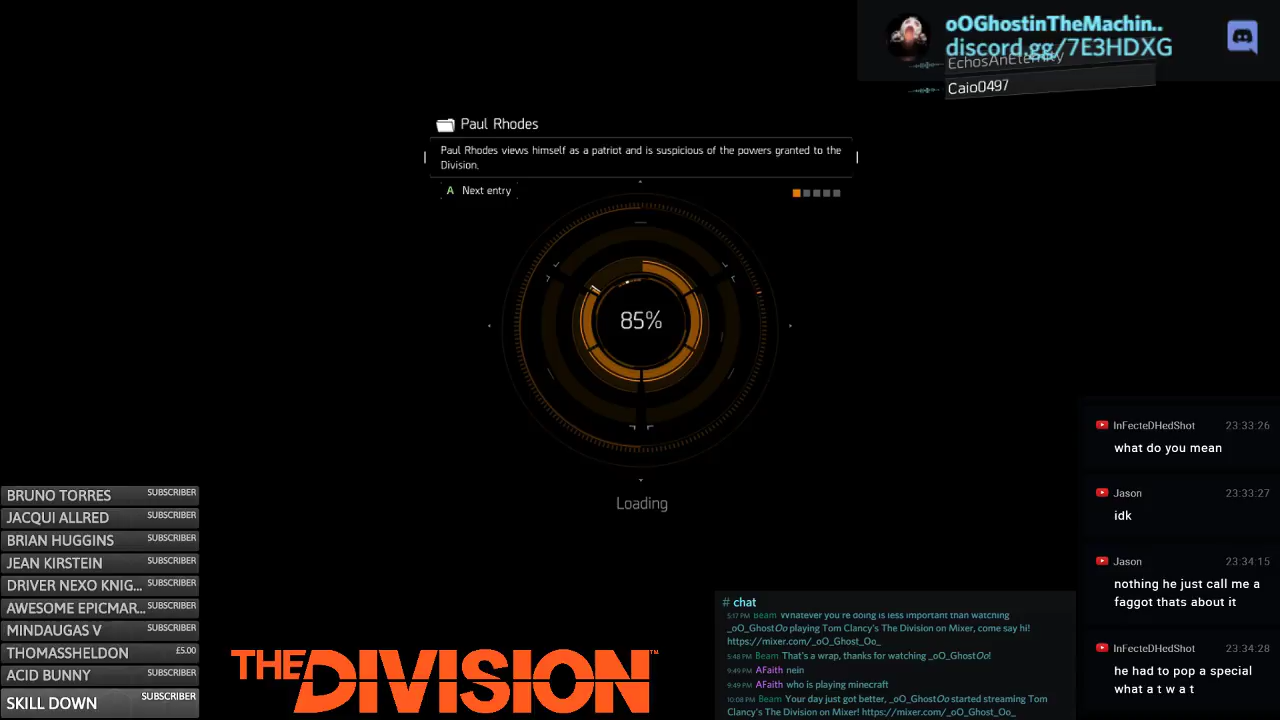 oOGhostinTheMachin..
discord.gg/7E3HDXG
EchosAnEternity
Caio0497
Paul Rhodes
Paul Rhodes views himself as a patriot and is suspicious of the powers granted to the
Division.
A Next entry
85%
Loading
InFecteDHedShot 23:33:26
what do you mean
Jason 23:33:27
idk
Jason 23:34:15
nothing he just call me a
faggot thats about it
InFecteDHedShot 23:34:28
he had to pop a special
what a t w a t
BRUNO TORRES SUBSCRIBER
JACQUI ALLRED SUBSCRIBER
BRIAN HUGGINS SUBSCRIBER
JEAN KIRSTEIN SUBSCRIBER
DRIVER NEXO KNIG... SUBSCRIBER
AWESOME EPICMAR... SUBSCRIBER
MINDAUGAS V SUBSCRIBER
THOMASHELDON £5.00
ACID BUNNY SUBSCRIBER
SKILL DOWN SUBSCRIBER
THE DIVISION™
# chat
5:17 PM Beam Whatever you're doing is less important than watching
_oO_GhostOo playing Tom Clancy's The Division on Mixer, come say hi!
https://mixer.com/_oO_Ghost_Oo_
5:48 PM Beam That's a wrap, thanks for watching _oO_GhostOo!
9:49 PM AFaith nein
9:49 PM AFaith who is playing minecraft
10:08 PM Beam Your day just got better, _oO_GhostOo started streaming Tom
Clancy's The Division on Mixer! https://mixer.com/_oO_Ghost_Oo_